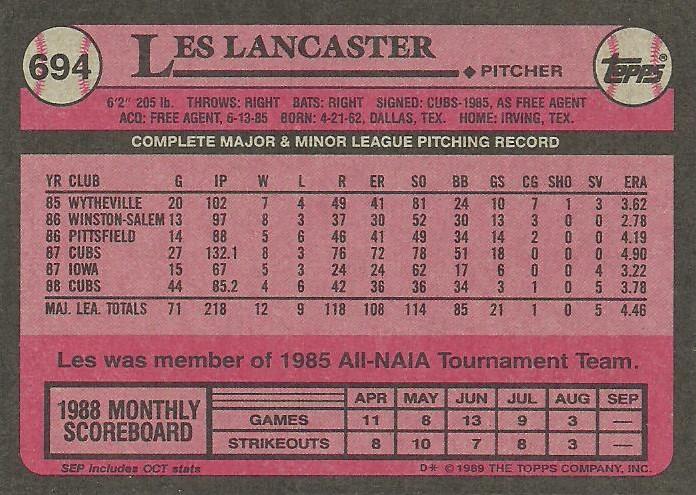 694
LES LANCASTER
PITCHER
topps
6'2" 205 lb. THROWS: RIGHT BATS: RIGHT SIGNED: CUBS-1985, AS FREE AGENT
ACQ: FREE AGENT, 6-13-85 BORN: 4-21-62, DALLAS, TEX. HOME: IRVING, TEX.
COMPLETE MAJOR & MINOR LEAGUE PITCHING RECORD
YR CLUB G IP W L R ER SO BB GS CG SHO SV ERA
85 WYTHEVILLE 20 102 7 4 49 41 81 24 10 7 1 3 3.62
86 WINSTON-SALEM 13 97 8 3 37 30 52 30 13 3 0 0 2.78
86 PITTSFIELD 14 88 5 6 46 41 49 34 14 2 0 0 4.19
87 CUBS 27 132.1 8 3 76 72 78 51 18 0 0 0 4.90
87 IOWA 15 67 5 3 24 24 62 17 6 0 0 4 3.22
88 CUBS 44 85.2 4 6 42 36 36 34 3 1 0 5 3.78
MAJ. LEA. TOTALS 71 218 12 9 118 108 114 85 21 1 0 5 4.46
Les was member of 1985 All-NAIA Tournament Team.
1988 MONTHLY SCOREBOARD
APR MAY JUN JUL AUG SEP
GAMES 11 8 13 9 3 —
STRIKEOUTS 8 10 7 8 3 —
SEP includes OCT stats
D* © 1989 THE TOPPS COMPANY, INC.